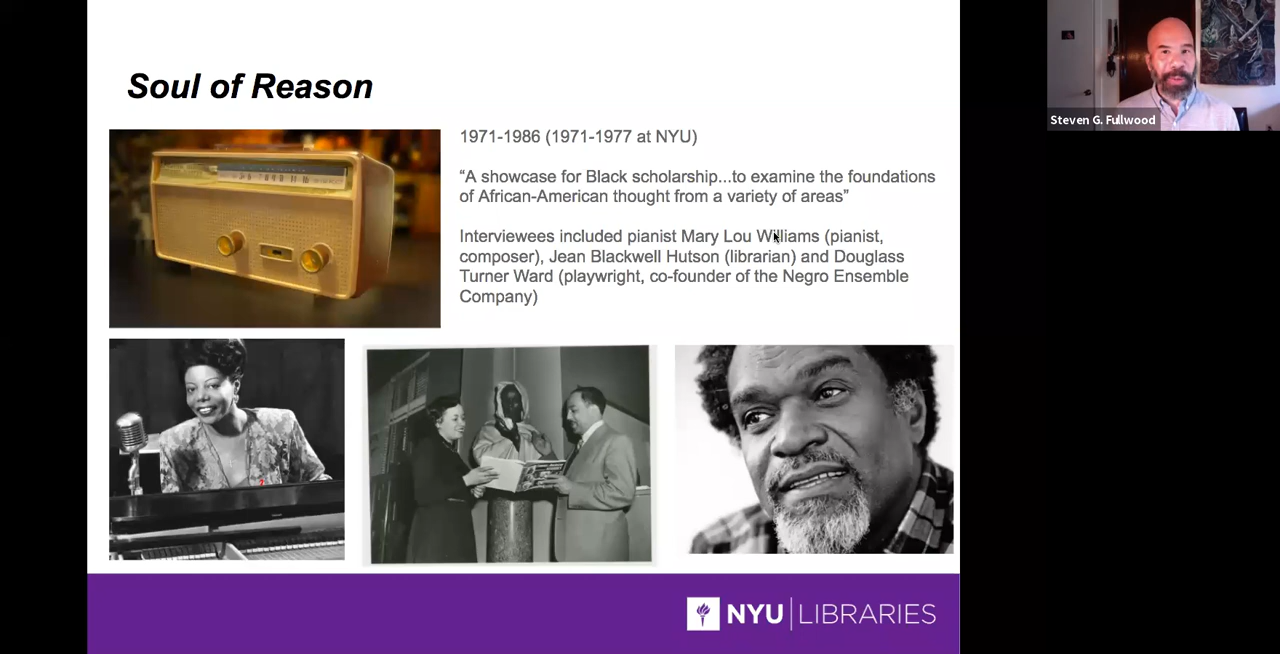 Soul of Reason
1971-1986 (1971-1977 at NYU)
“A showcase for Black scholarship...to examine the foundations
of African-American thought from a variety of areas”
Interviewees included pianist Mary Lou Williams (pianist,
composer), Jean Blackwell Hutson (librarian) and Douglass
Turner Ward (playwright, co-founder of the Negro Ensemble
Company)
NYU LIBRARIES
Steven G. Fullwood